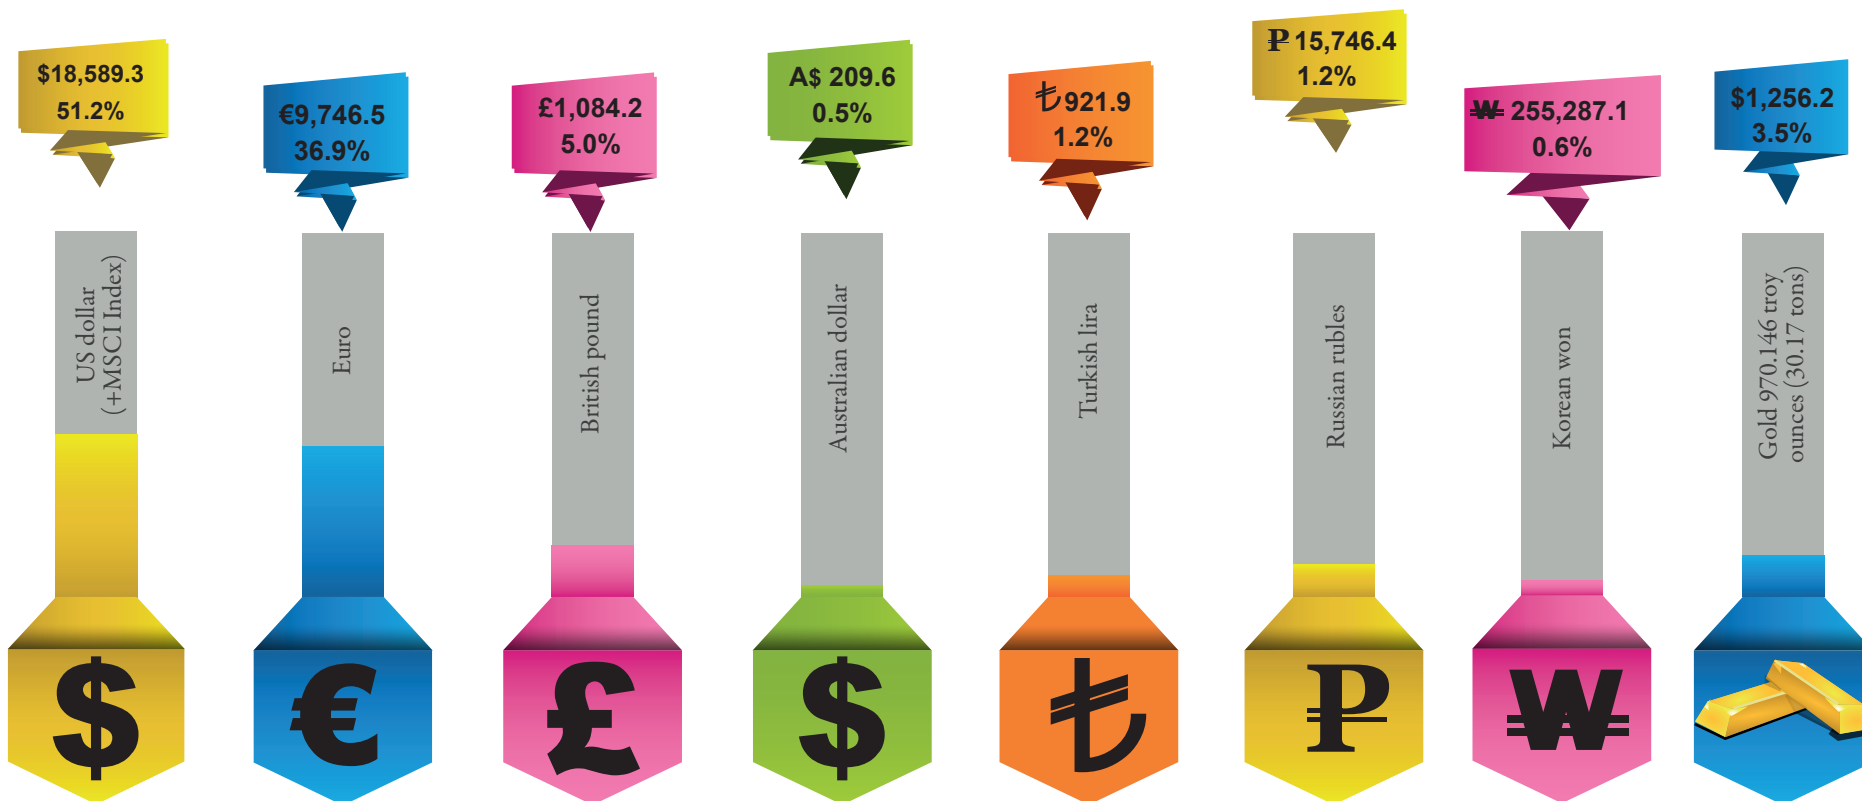 $18,589.3
51.2%
€9,746.5
36.9%
£1,084.2
5.0%
A$ 209.6
0.5%
₺921.9
1.2%
₽ 15,746.4
1.2%
₩ 255,287.1
0.6%
$1,256.2
3.5%
US dollar
(+MSCI Index)
Euro
British pound
Australian dollar
Turkish lira
Russian rubles
Korean won
Gold 970.146 troy
ounces (30.17 tons)
$
€
£
$
₺
₽
₩